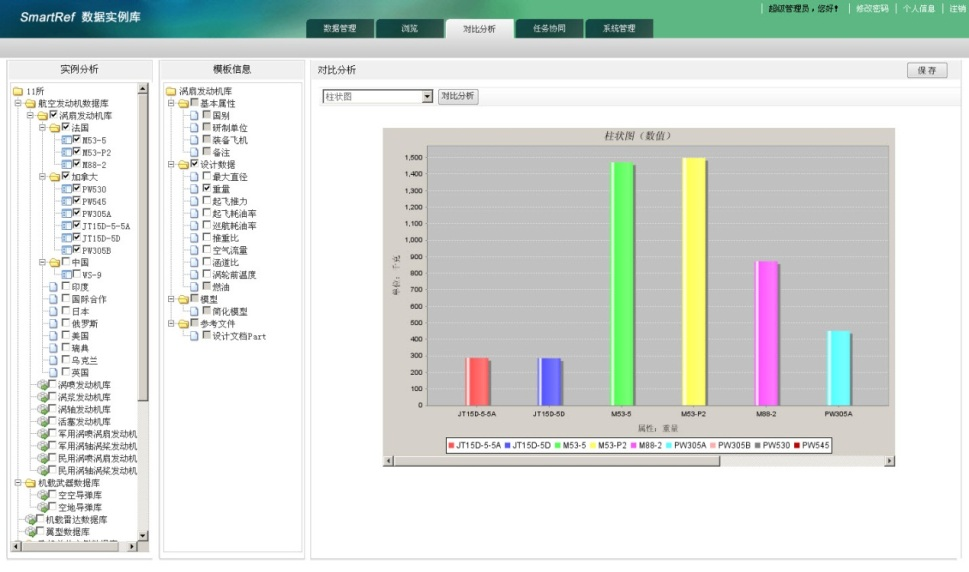 SmartRef 数据实例库
超级管理员，您好！ 修改密码 个人信息 注销
数据管理 浏览 对比分析 任务协同 系统管理
实例分析
11所
航空发动机数据库
涡扇发动机库
法国
M53-5
M53-P2
M88-2
加拿大
PW530
PW545
PW305A
JT15D-5-5A
JT15D-5D
PW305B
中国
WS-9
印度
国际合作
日本
俄罗斯
美国
瑞典
乌克兰
英国
涡喷发动机库
涡桨发动机库
涡轴发动机库
活塞发动机库
军用涡喷涡扇发动机
军用涡轴涡桨发动机
民用涡喷涡扇发动机
民用涡轴涡桨发动机
机载武器数据库
空空导弹库
空地导弹库
机载雷达数据库
翼型数据库
模板信息
涡扇发动机库
基本属性
国别
研制单位
装备飞机
备注
设计数据
最大直径
重量
起飞推力
起飞耗油率
巡航耗油率
推重比
空气流量
涵道比
涡轮前温度
燃油
模型
简化模型
参考文件
设计文档Part
对比分析
保存
柱状图 对比分析
柱状图（数值）
1,500
1,400
1,300
1,200
1,100
1,000
900
800
700
600
500
400
300
200
100
0
单位：千克
JT15D-5-5A JT15D-5D M53-5 M53-P2 M88-2 PW305A
属性：重量
JT15D-5-5A JT15D-5D M53-5 M53-P2 M88-2 PW305A PW305B PW530 PW545